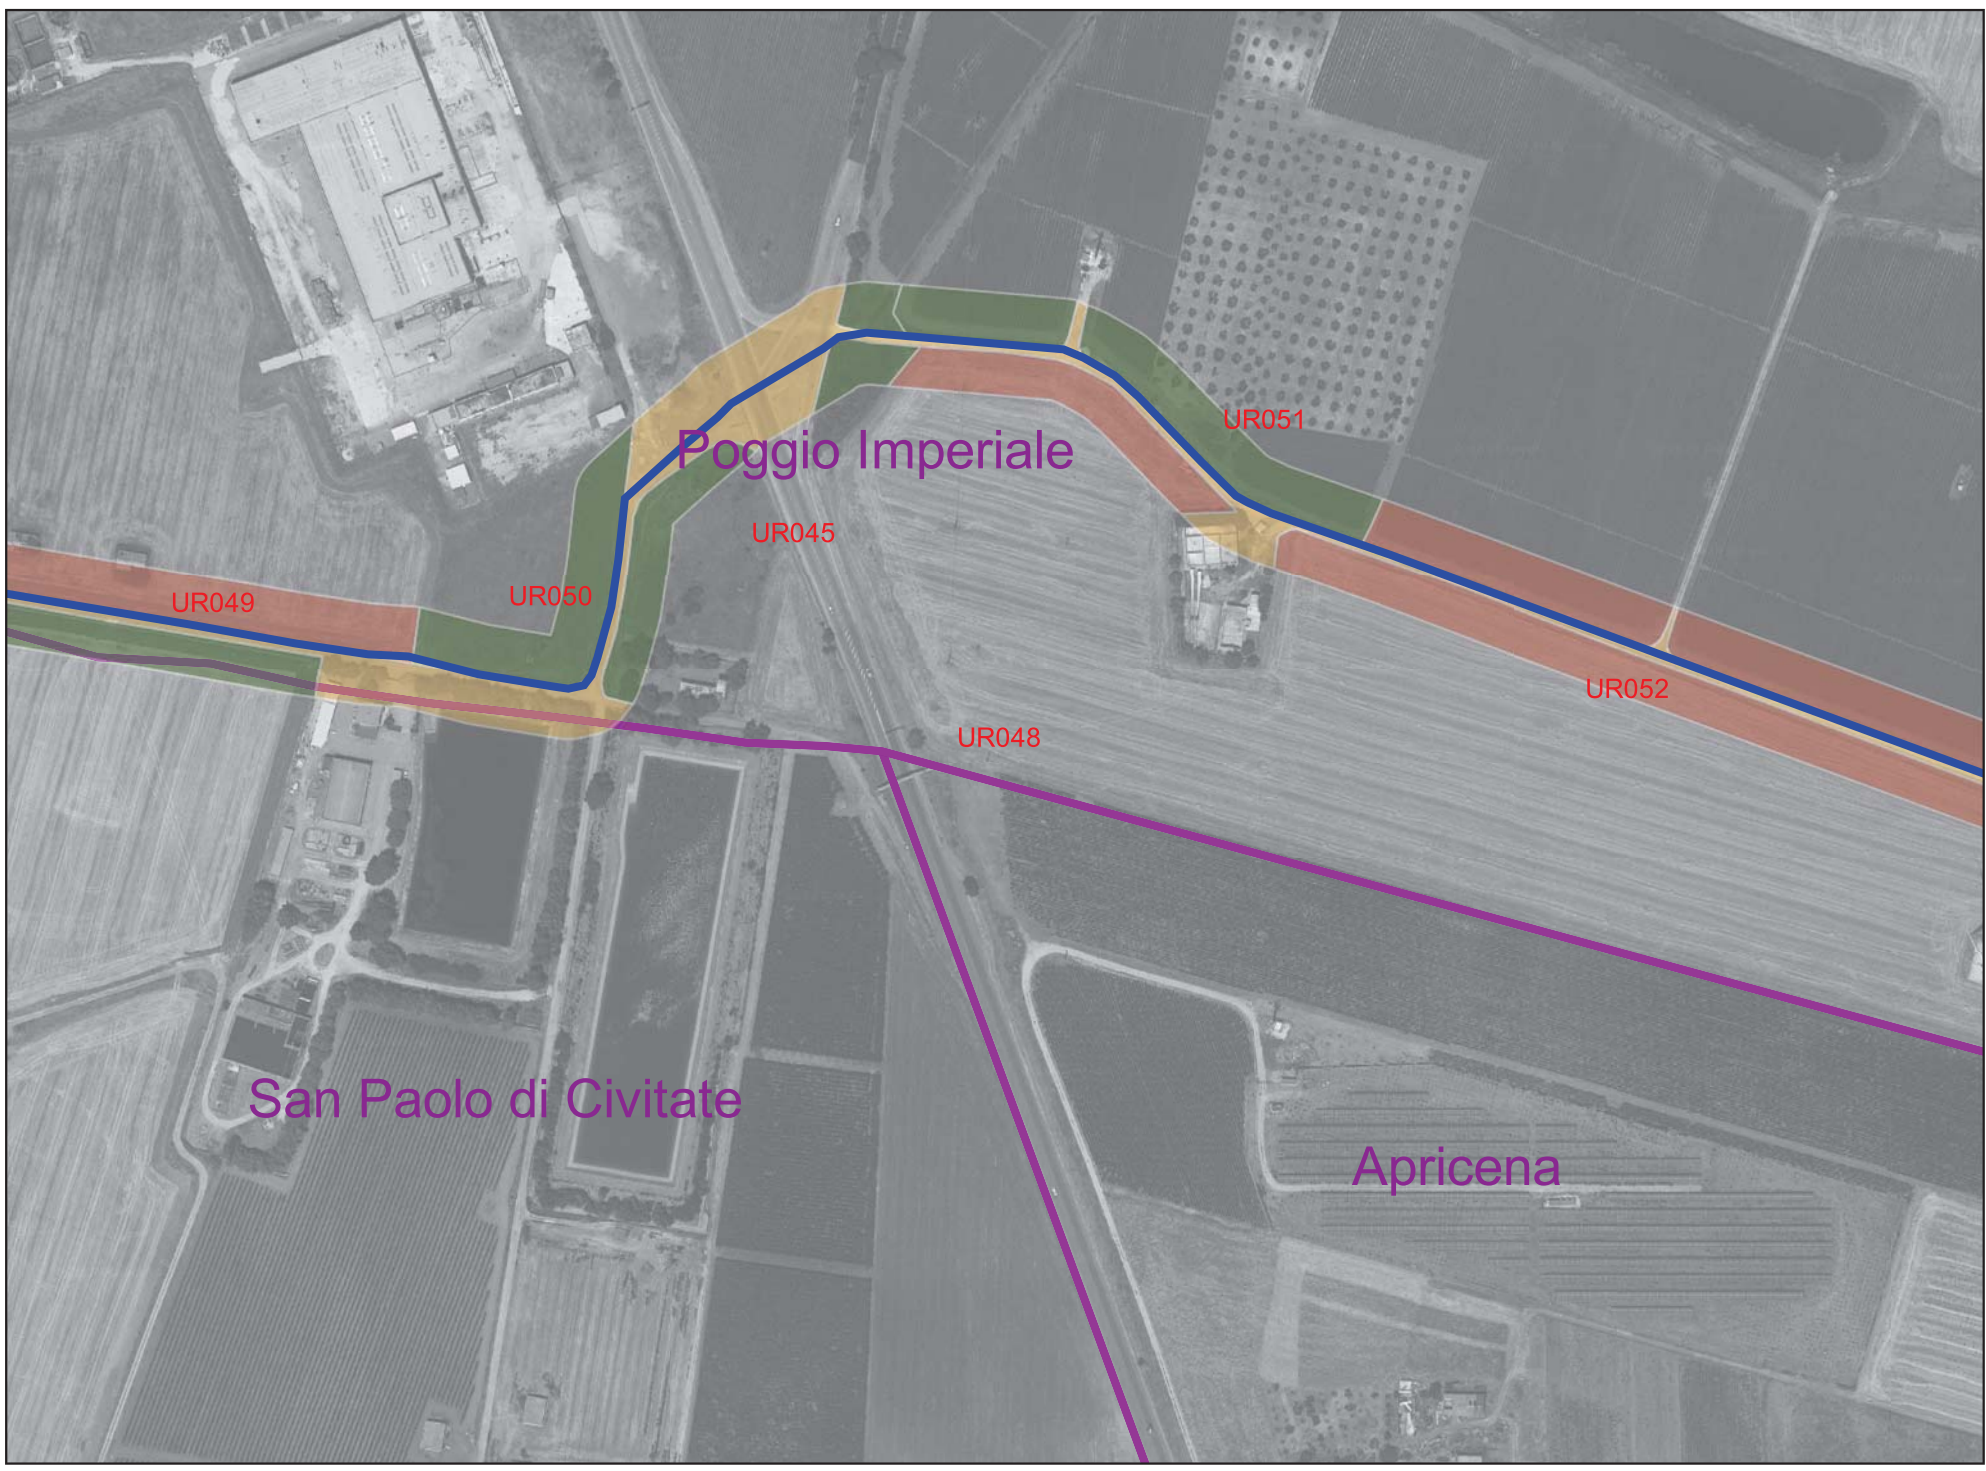 UR051
Poggio Imperiale
UR045
UR050
UR049
UR052
UR048
San Paolo di Civitate
Apricena